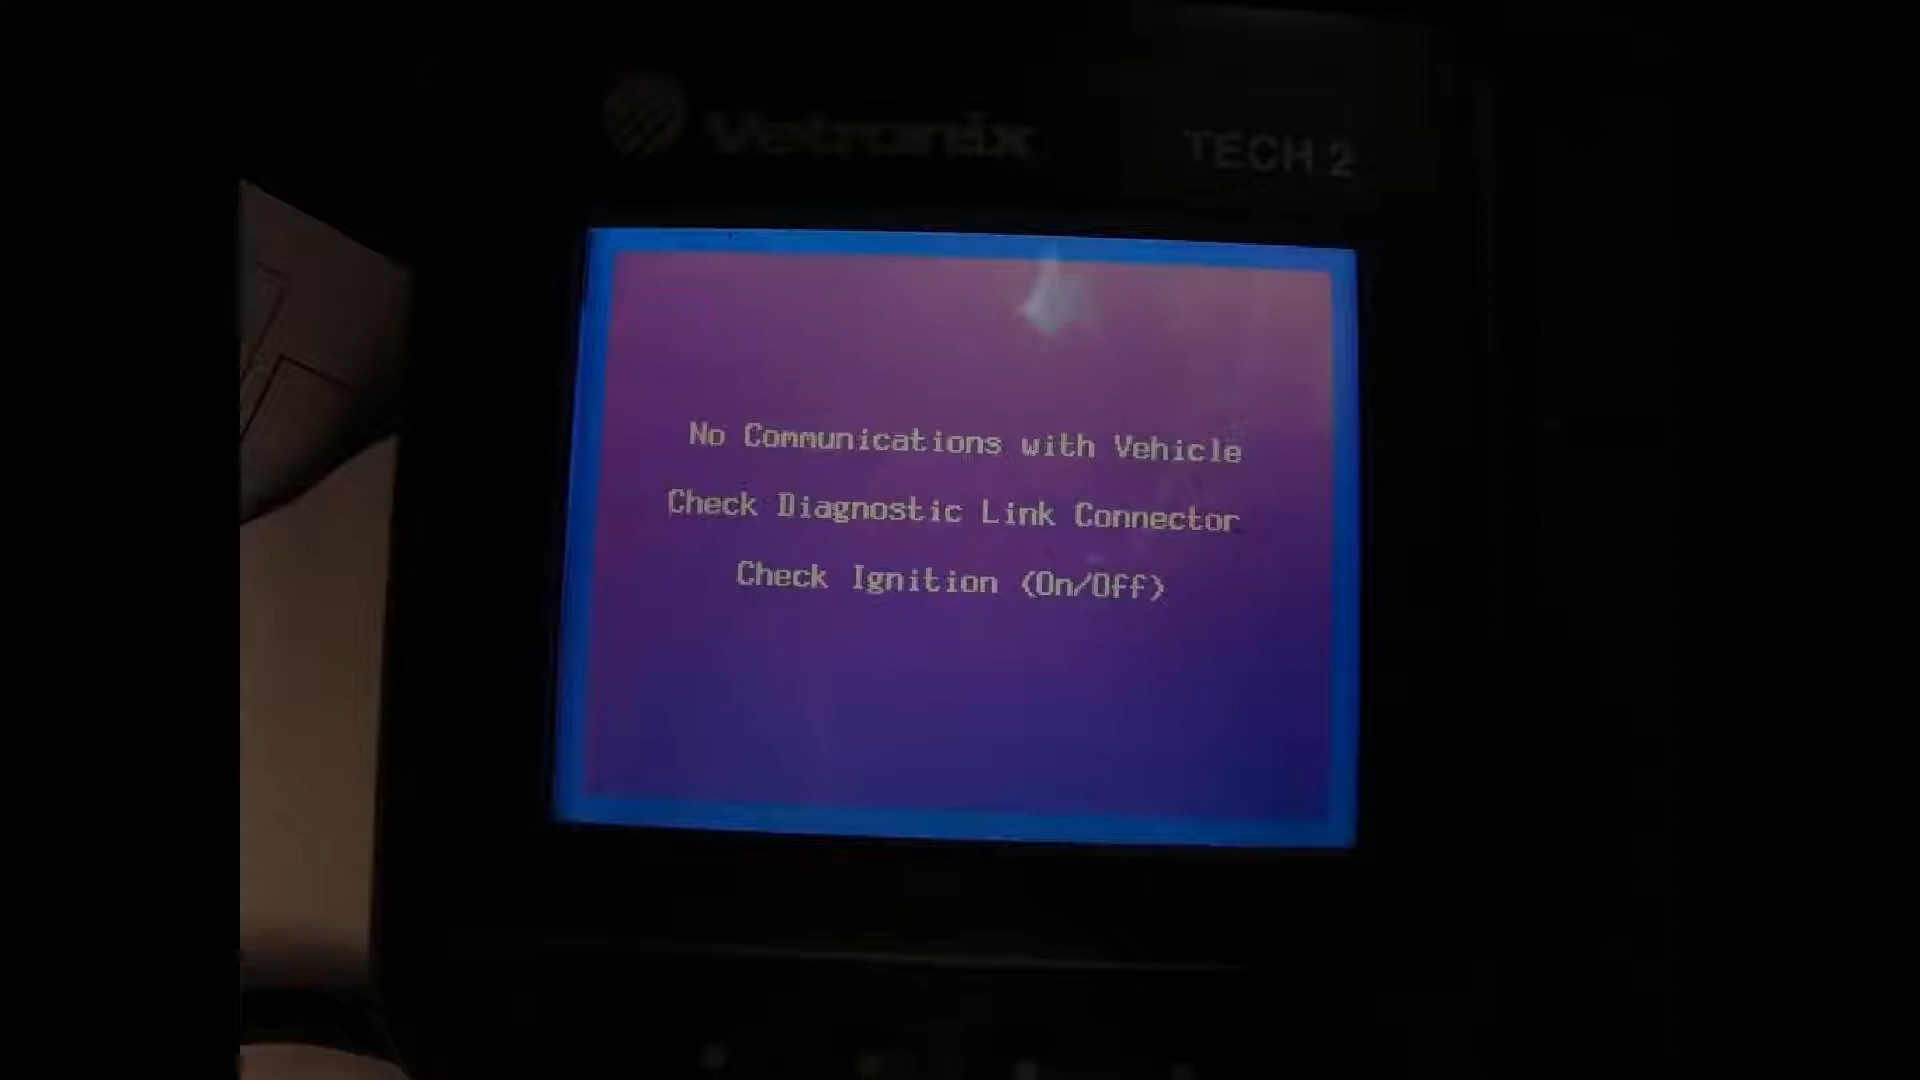 Vetronix TECH 2
No Communications with Vehicle
Check Diagnostic Link Connector
Check Ignition (On/Off)